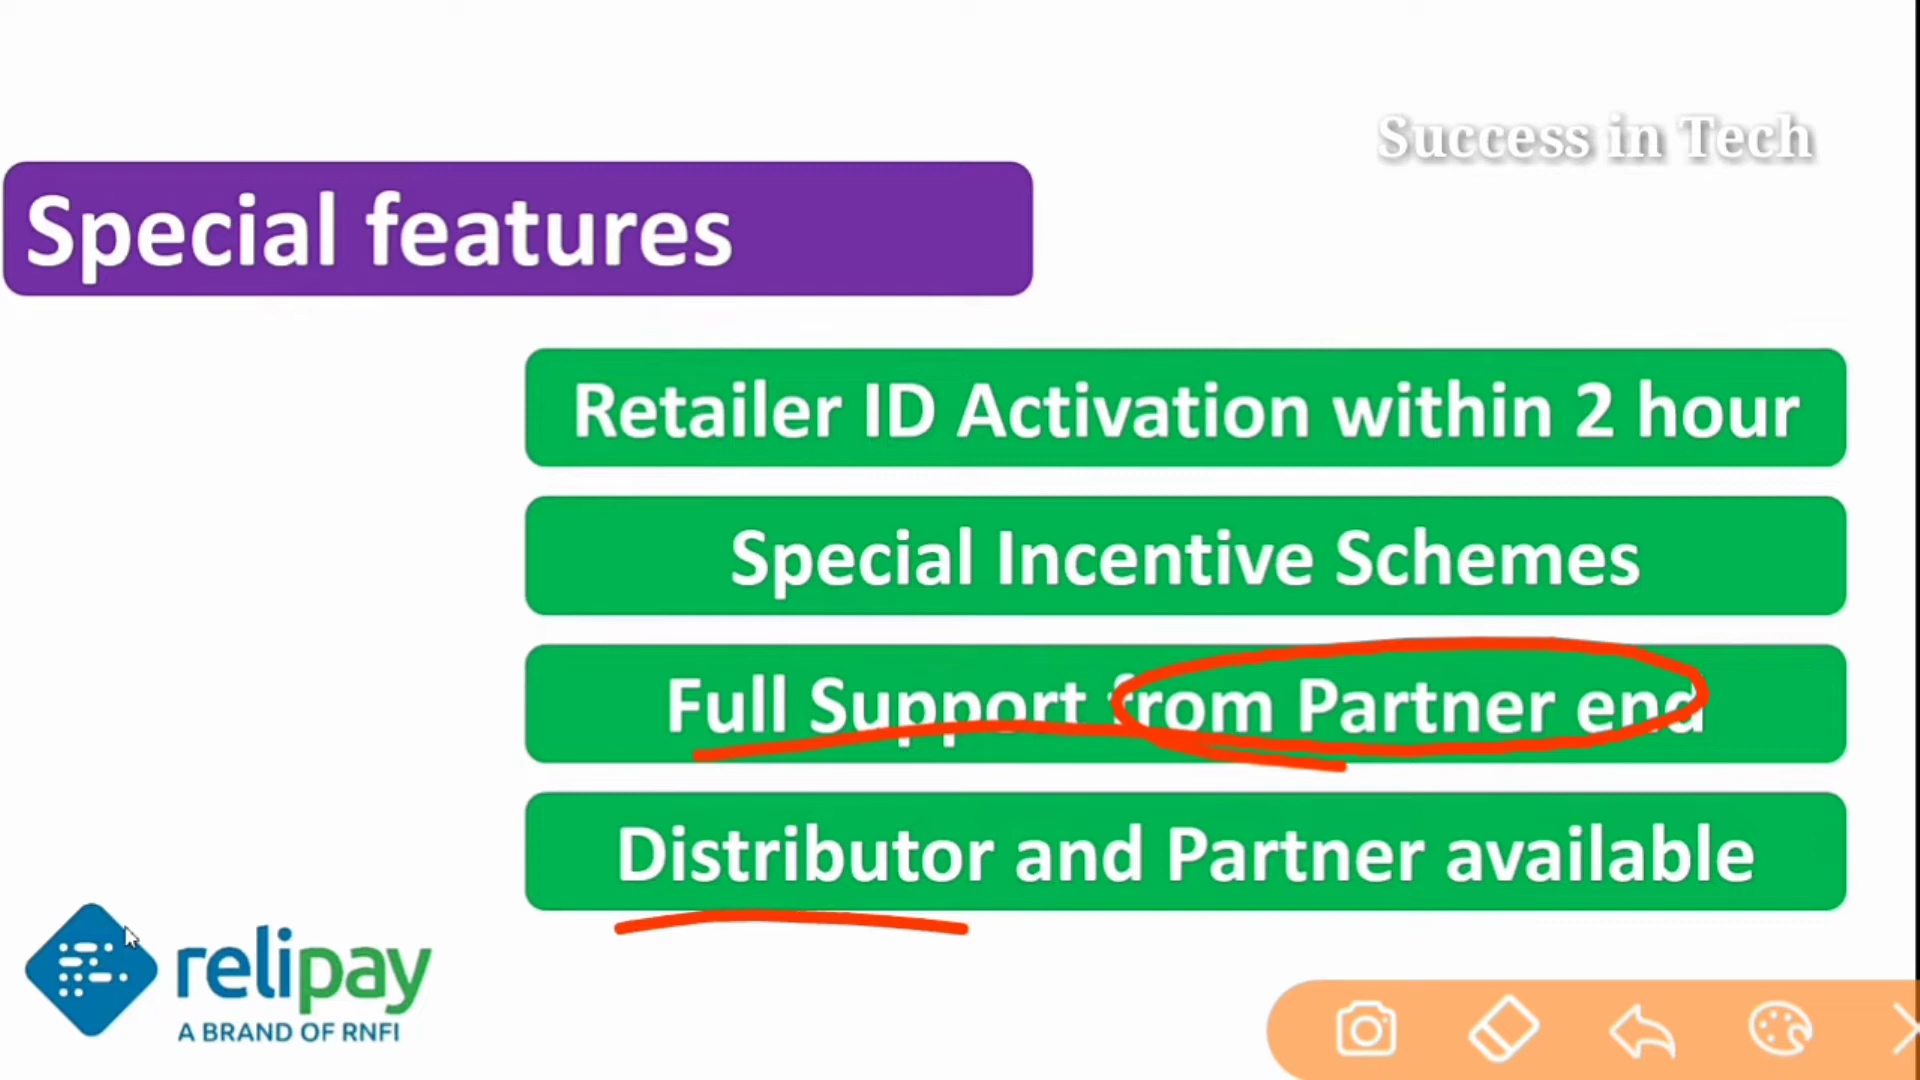 Success in Tech
Special features
Retailer ID Activation within 2 hour
Special Incentive Schemes
Full Support from Partner end
Distributor and Partner available
relipay
A BRAND OF RNFI